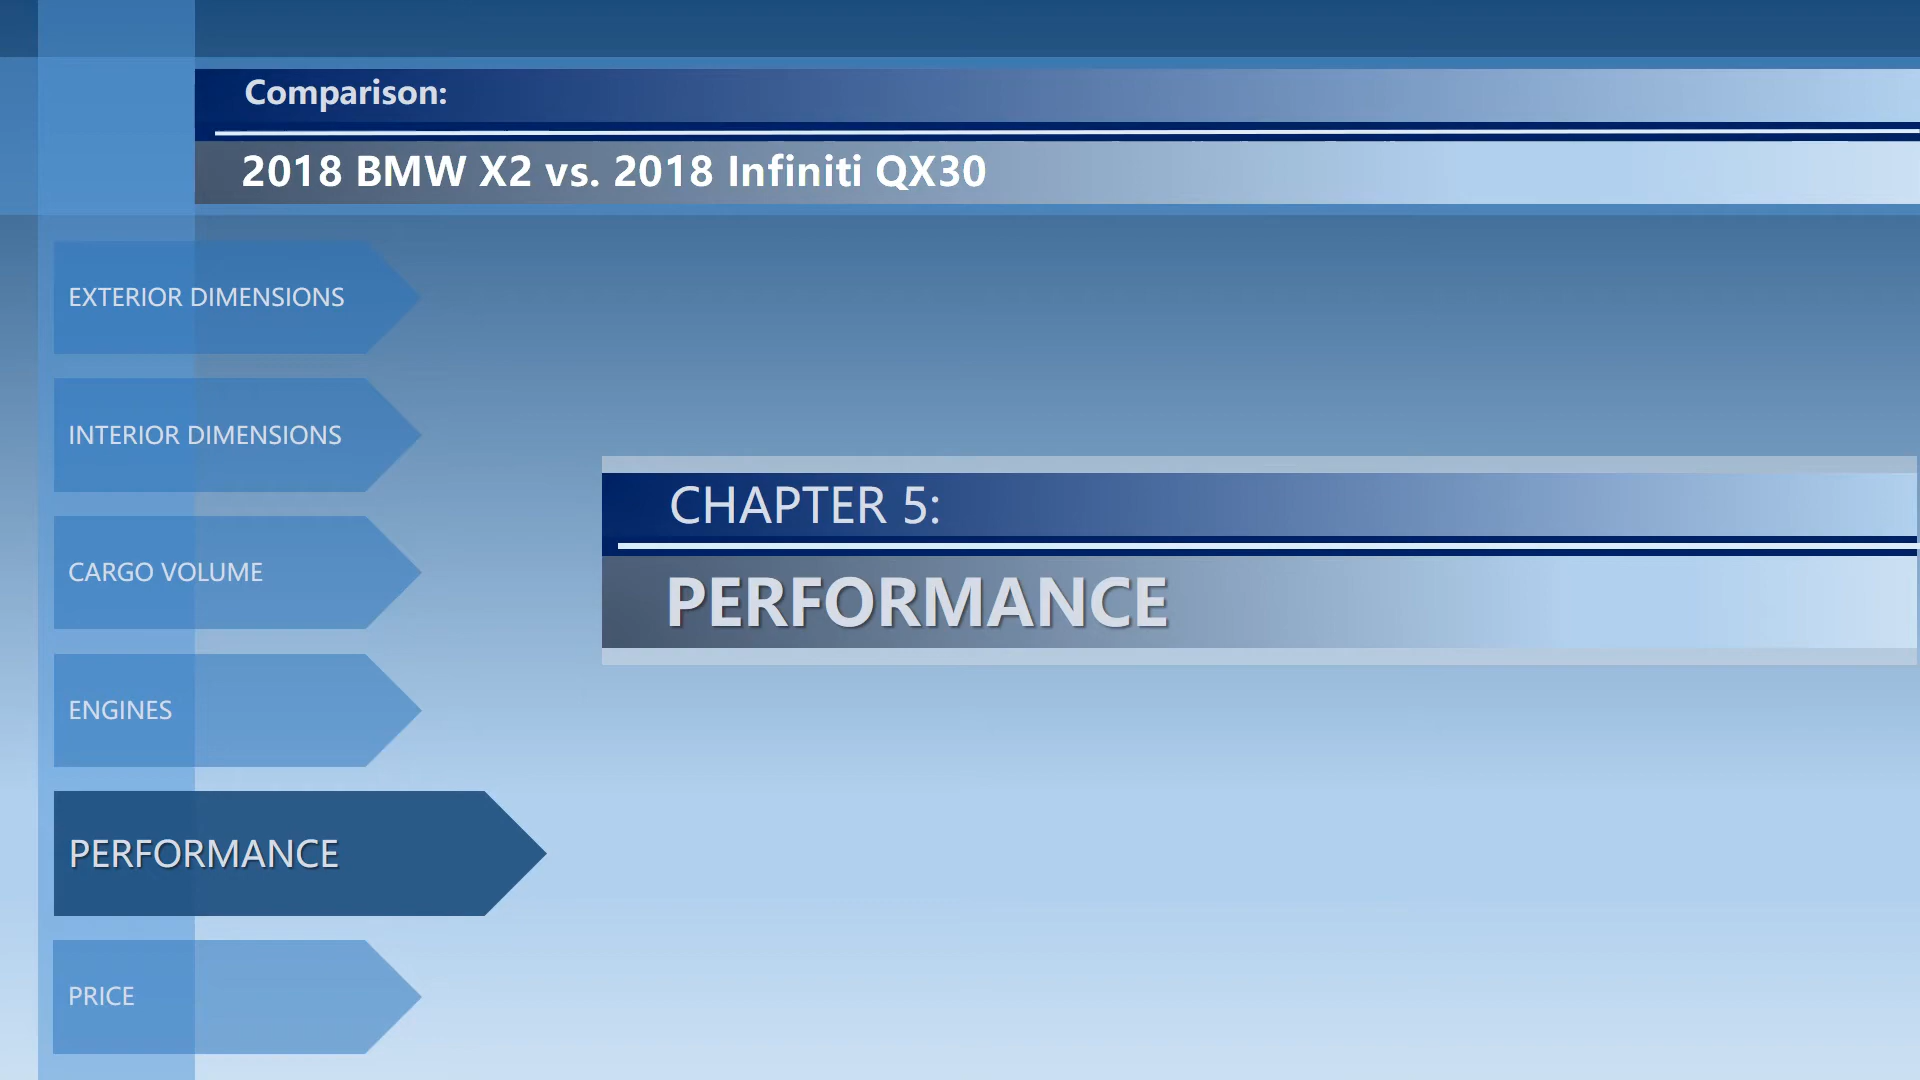 Comparison:
2018 BMW X2 vs. 2018 Infiniti QX30
EXTERIOR DIMENSIONS
INTERIOR DIMENSIONS
CARGO VOLUME
ENGINES
PERFORMANCE
PRICE
CHAPTER 5:
PERFORMANCE